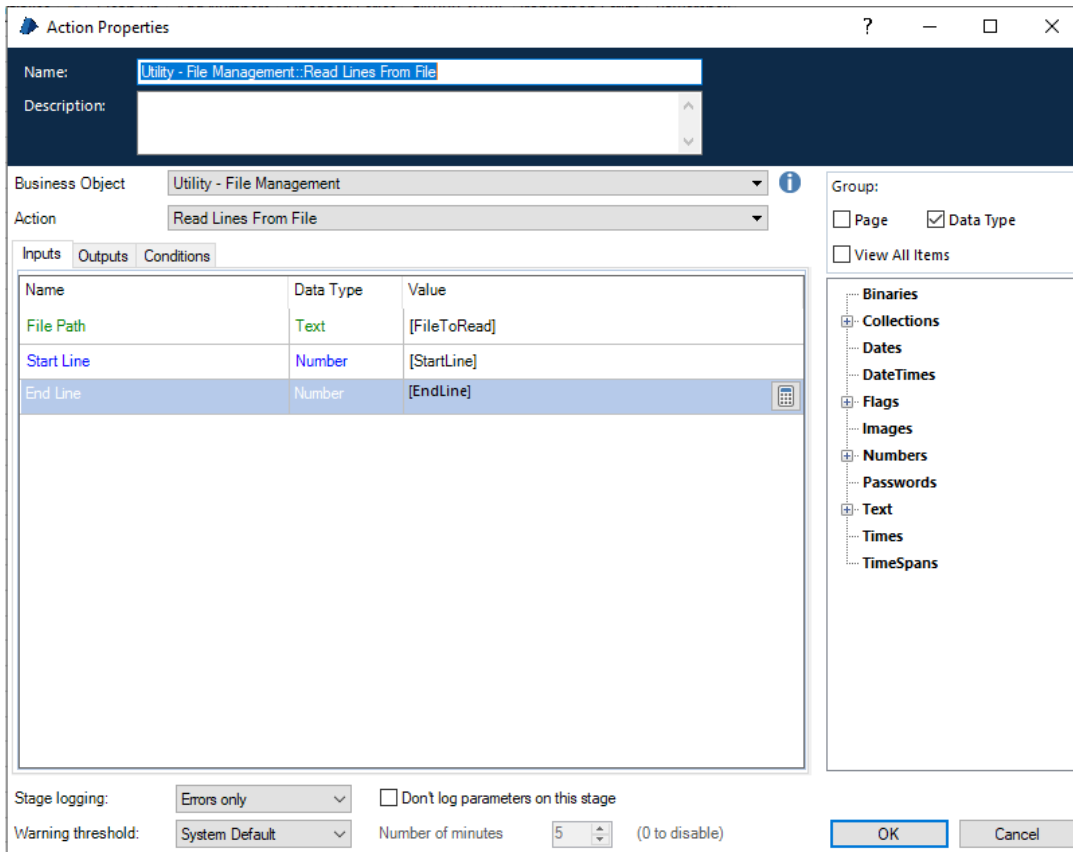 Action Properties
?
Name:
Utility - File Management::Read Lines From File
Description:
Business Object
Utility - File Management
i
Action
Read Lines From File
Group:
Page
Data Type
View All Items
Inputs Outputs Conditions
Name Data Type Value
File Path Text [FileToRead]
Start Line Number [StartLine]
End Line Number [EndLine]
Binaries
Collections
Dates
DateTimes
Flags
Images
Numbers
Passwords
Text
Times
TimeSpans
Stage logging: Errors only Don't log parameters on this stage
Warning threshold: System Default Number of minutes 5 (0 to disable)
OK Cancel